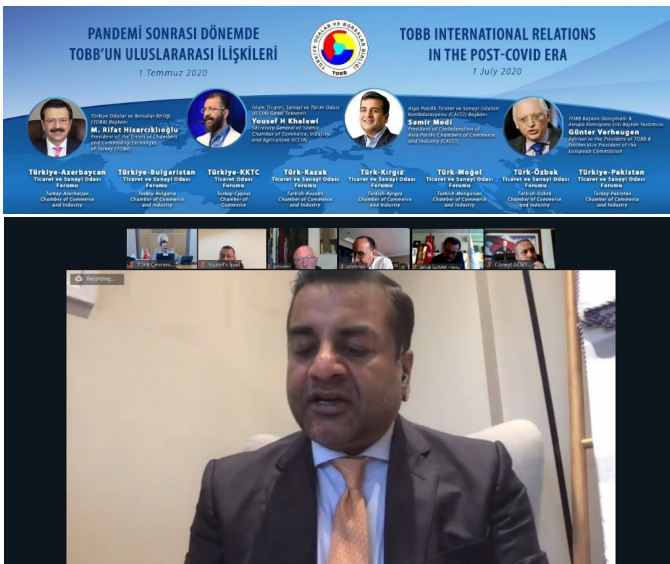 PANDEMİ SONRASI DÖNEMDE
TOBB'UN ULUSLARARASI İLİŞKİLERİ
1 Temmuz 2020
TÜRKİYE ODALAR VE BORSALAR BİRLİĞİ
TOBB
TOBB INTERNATIONAL RELATIONS
IN THE POST-COVID ERA
1 July 2020
Türkiye Odalar ve Borsalar Birliği
(TOBB) Başkanı
M. Rifat Hisarcıklıoğlu
President of the Union of Chambers
and Commodity Exchanges
of Turkey (TOBB)
İslam Ticaret, Sanayi ve Tarım Odası
(ICCIA) Genel Sekreteri
Yousef H Khalawi
Secretary General of Islamic
Chamber of Commerce, Industry
and Agriculture (ICCIA)
Asya Pasifik Ticaret ve Sanayi Odaları
Konfederasyonu (CACCI) Başkanı
Samir Modi
President of Confederation of
Asia Pacific Chambers of Commerce
and Industry (CACCI)
TOBB Başkan Danışmanı &
Avrupa Komisyonu Eski Başkan Yardımcısı
Günter Verheugen
Advisor to the President of TOBB &
Former Vice President of the
European Commission
Türkiye-Azerbaycan
Ticaret ve Sanayi Odası
Forumu
Turkey-Azerbaijan
Chamber of Commerce
and Industry
Türkiye-Bulgaristan
Ticaret ve Sanayi Odası
Forumu
Turkey-Bulgaria
Chamber of Commerce
and Industry
Türkiye-KKTC
Ticaret Odası
Forumu
Turkey-Cyprus
Chamber of
Commerce
Türk-Kazak
Ticaret ve Sanayi Odası
Forumu
Turkish-Kazakh
Chamber of Commerce
and Industry
Türk-Kırgız
Ticaret ve Sanayi Odası
Forumu
Turkish-Kyrgyz
Chamber of Commerce
and Industry
Türk-Moğol
Ticaret ve Sanayi Odası
Forumu
Turkish-Mongolian
Chamber of Commerce
and Industry
Türk-Özbek
Ticaret ve Sanayi Odası
Forumu
Turkish-Uzbek
Chamber of Commerce
and Industry
Türkiye-Pakistan
Ticaret ve Sanayi Odası
Forumu
Turkey-Pakistan
Chamber of Commerce
and Industry
TOBB Çevrimi...
Yousef's Ipad
Cüneyt GÖKT...
Recording...